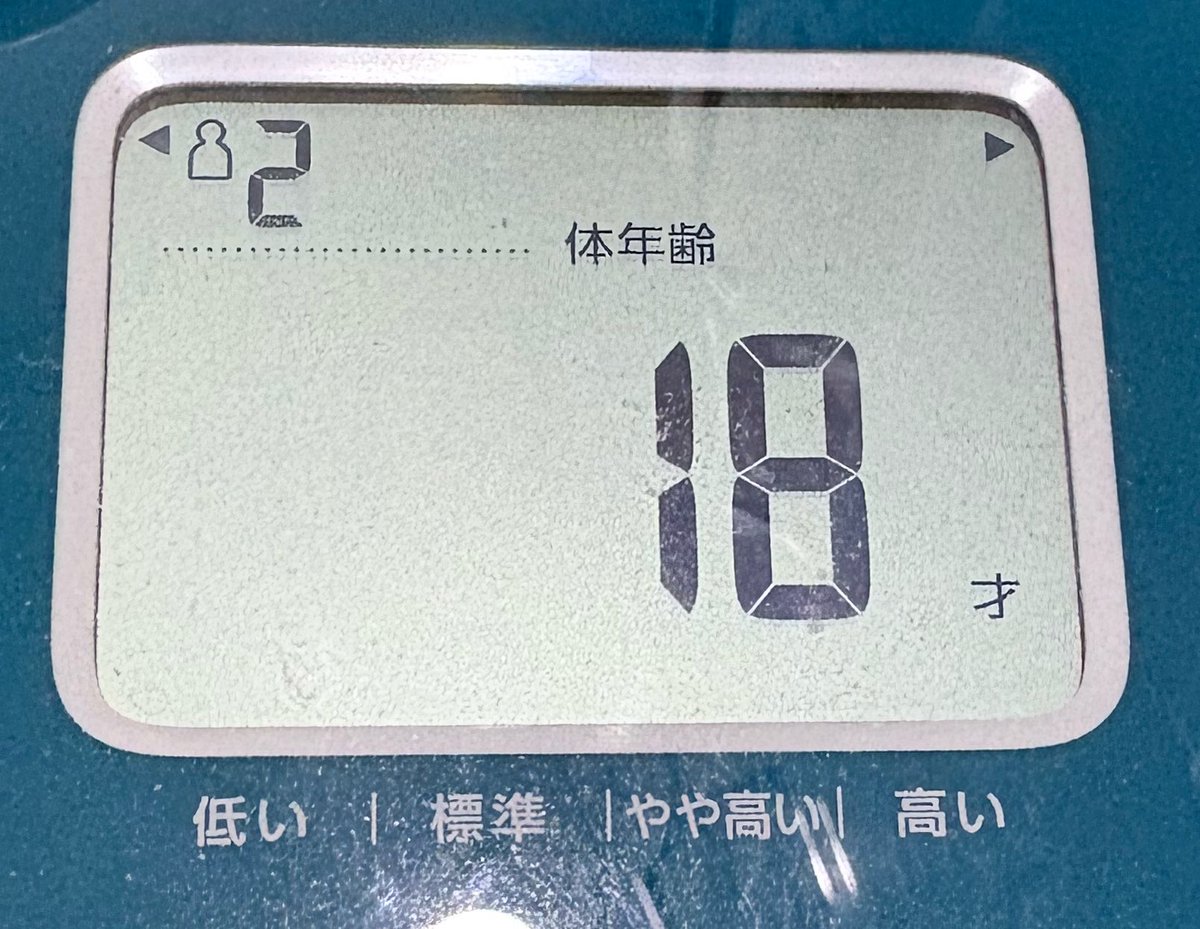 2
体年齢
18
才
低い | 標準 | やや高い | 高い